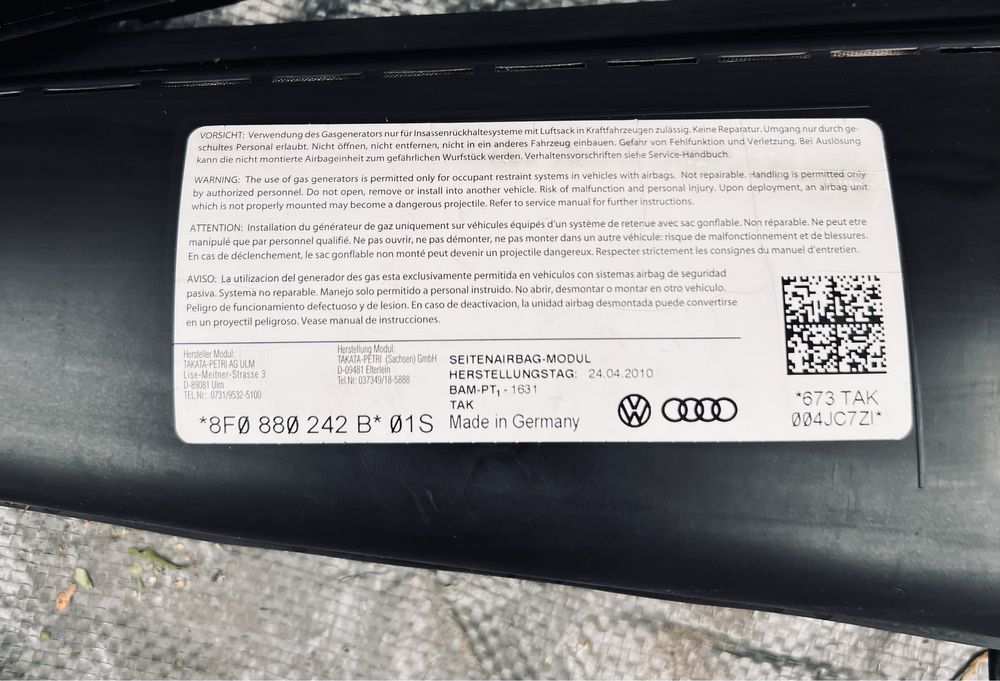 VORSICHT: Verwendung des Gasgenerators nur für Insassenrückhaltesysteme mit Luftsack in Kraftfahrzeugen zulässig. Keine Reparatur. Umgang nur durch ge-
schultes Personal erlaubt. Nicht öffnen, nicht entfernen, nicht in ein anderes Fahrzeug einbauen. Gefahr von Fehlfunktion und Verletzung. Bei Auslösung
kann die nicht montierte Airbageinheit zum gefährlichen Wurfstück werden. Verhaltensvorschriften siehe Service-Handbuch.
WARNING: The use of gas generators is permitted only for occupant restraint systems in vehicles with airbags. Not repairable. Handling is permitted only
by authorized personnel. Do not open, remove or install into another vehicle. Risk of malfunction and personal injury. Upon deployment, an airbag unit
which is not properly mounted may become a dangerous projectile. Refer to service manual for further instructions.
ATTENTION: Installation du générateur de gaz uniquement sur véhicules équipés d'un système de retenue avec sac gonflable. Non réparable. Ne peut etre
manipulé que par personnel qualifié. Ne pas ouvrir, ne pas démonter, ne pas monter dans un autre véhicule: risque de malfonctionnement et de blessures.
En cas de déclenchement, le sac gonflable non monté peut devenir un projectile dangereux. Respecter strictement les consignes du manuel d'entretien.
AVISO: La utilizacion del generador des gas esta exclusivamente permitida en vehiculos con sistemas airbag de seguridad
pasiva. Systema no reparable. Manejo solo permitido a personal instruido. No abrir, desmontar o montar en otro vehiculo.
Peligro de funcionamiento defectuoso y de lesion. En caso de deactivacion, la unidad airbag desmontada puede convertirse
en un proyectil peligroso. Vease manual de instrucciones.
Hersteller Modul:
TAKATA-PETRI AG ULM
Lise-Meitner-Strasse 3
D-89081 Ulm
TEL.Nr.: 0731/9532-5100
Herstellung Modul:
TAKATA-PETRI (Sachsen) GmbH
D-09481 Elterlein
Tel.Nr: 037349/18-5888
*8F0 880 242 B* 01S
SEITENAIRBAG-MODUL
HERSTELLUNGSTAG: 24.04.2010
BAM-PT1 - 1631
TAK
Made in Germany
*673 TAK
004JC7ZI*